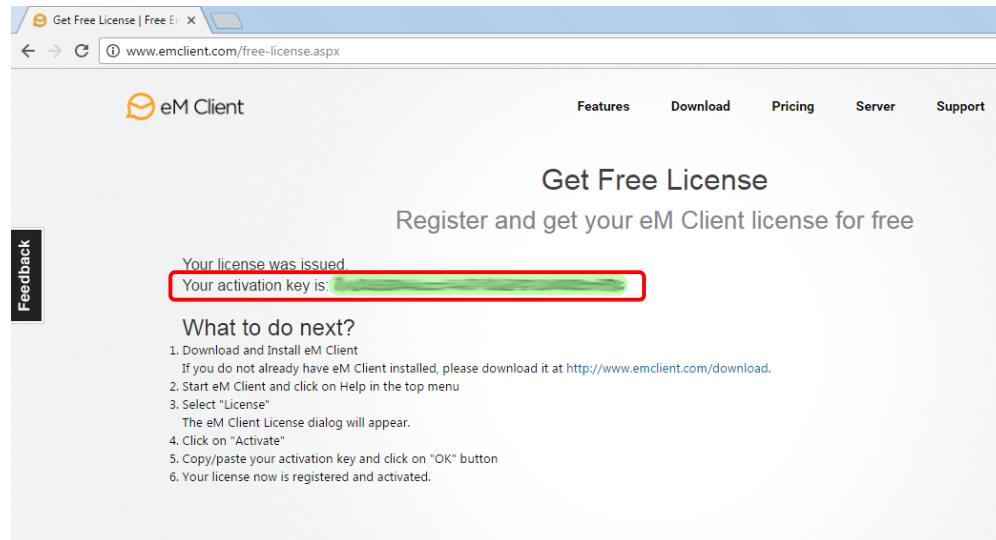 Get Free License | Free E
www.emclient.com/free-license.aspx
eM Client
Features Download Pricing Server Support
Get Free License
Register and get your eM Client license for free
Feedback
Your license was issued.
Your activation key is:
What to do next?
1. Download and Install eM Client
If you do not already have eM Client installed, please download it at http://www.emclient.com/download.
2. Start eM Client and click on Help in the top menu
3. Select "License"
The eM Client License dialog will appear.
4. Click on "Activate"
5. Copy/paste your activation key and click on "OK" button
6. Your license now is registered and activated.